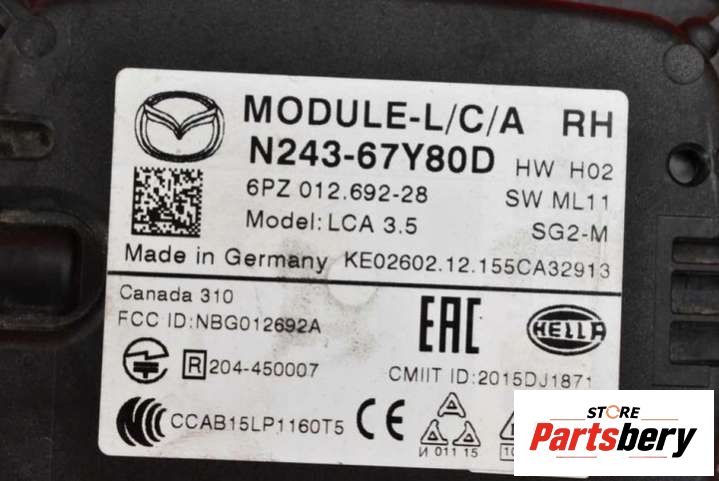 MODULE-L/C/A RH
N243-67Y80D HW H02
6PZ 012.692-28 SW ML11
Model: LCA 3.5 SG2-M
Made in Germany KE02602.12.155CA32913
Canada 310
FCC ID:NBG012692A
EAC
HELLA
R 204-450007
CMIIT ID:2015DJ1871
CCAB15LP1160T5 CE
A
И 011 15
STORE
Partsbery